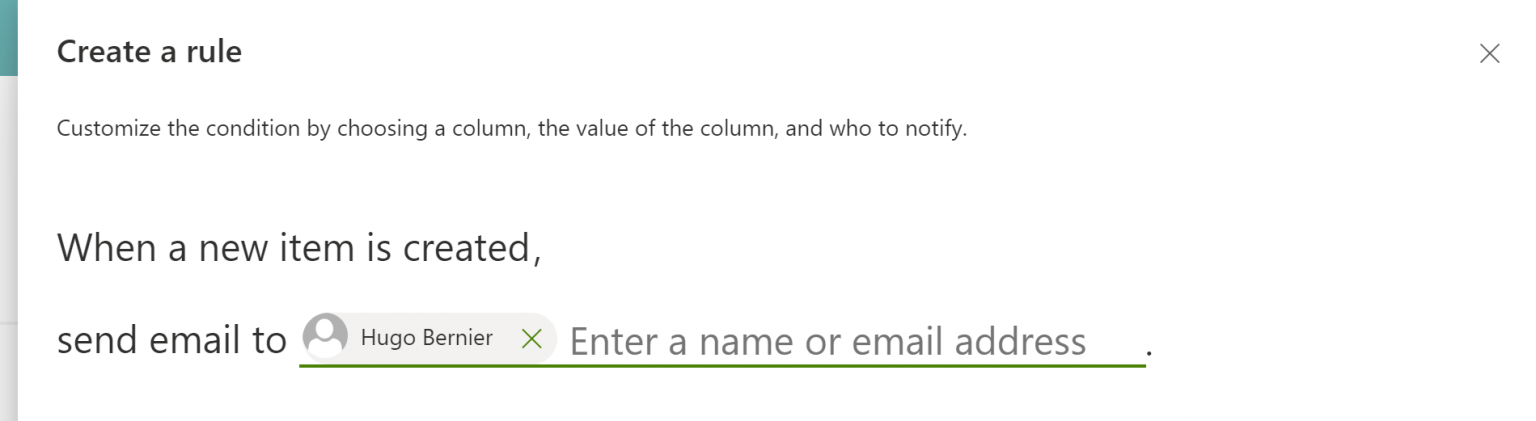 Create a rule
Customize the condition by choosing a column, the value of the column, and who to notify.
When a new item is created,
send email to Hugo Bernier Enter a name or email address .